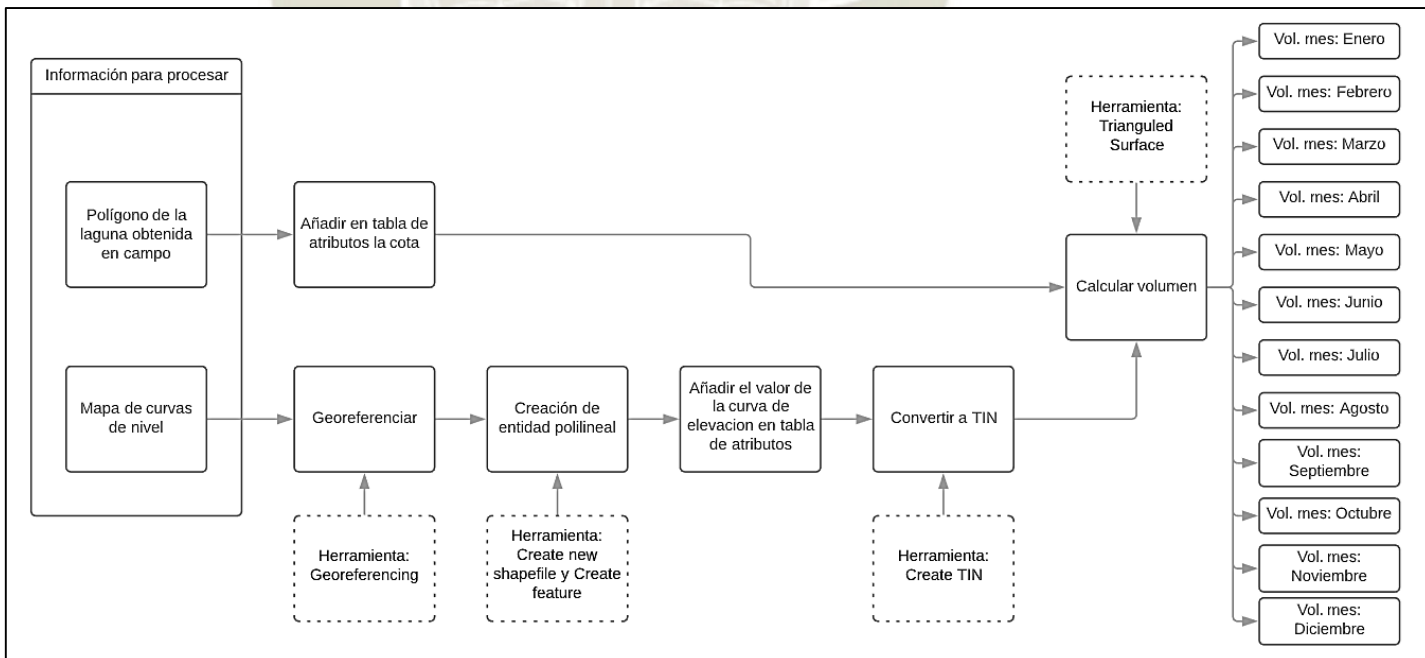 Información para procesar
Polígono de la
laguna obtenida
en campo
Añadir en tabla de
atributos la cota
Mapa de curvas
de nivel
Georeferenciar
Creación de
entidad polilineal
Añadir el valor de
la curva de
elevacion en tabla
de atributos
Convertir a TIN
Herramienta:
Georeferencing
Herramienta:
Create new
shapefile y Create
feature
Herramienta:
Create TIN
Herramienta:
Trianguled
Surface
Calcular volumen
Vol. mes: Enero
Vol. mes: Febrero
Vol. mes: Marzo
Vol. mes: Abril
Vol. mes: Mayo
Vol. mes: Junio
Vol. mes: Julio
Vol. mes: Agosto
Vol. mes:
Septiembre
Vol. mes: Octubre
Vol. mes:
Noviembre
Vol. mes:
Diciembre